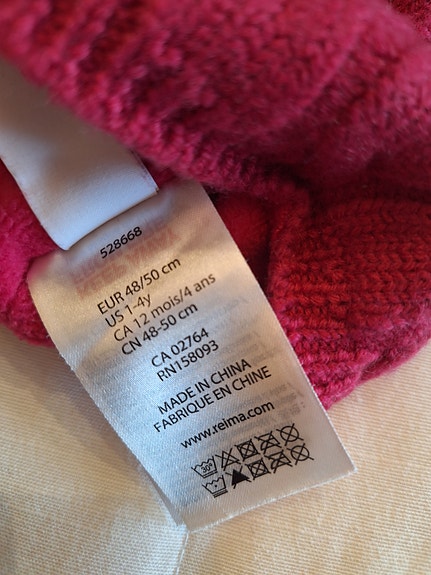 528668
EUR 48/50 cm
US 1-4y
CA 12 mois/4 ans
CN 48-50 cm
CA 02764
RN158093
MADE IN CHINA
FABRIQUE EN CHINE
www.reima.com
30°